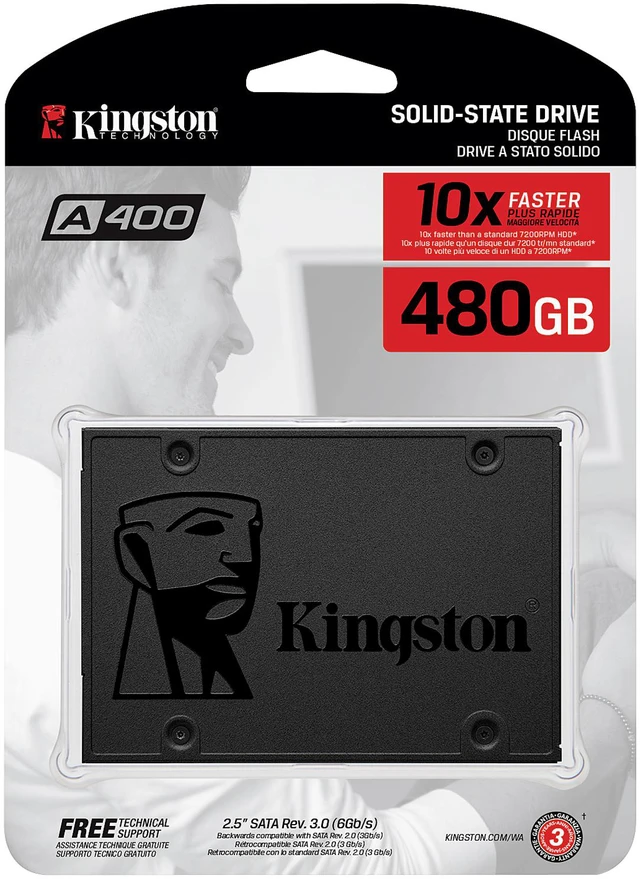 Kingston®
TECHNOLOGY
SOLID-STATE DRIVE
DISQUE FLASH
DRIVE A STATO SOLIDO
A400
10x FASTER
PLUS RAPIDE
MAGGIORE VELOCITÀ
10x faster than a standard 7200RPM HDD*
10x plus rapide qu'un disque dur 7200 tr/mn standard*
10 volte più veloce di un HDD a 7200RPM*
480GB
Kingston®
FREE TECHNICAL
SUPPORT
ASSISTANCE TECHNIQUE GRATUITE
SUPPORTO TECNICO GRATUITO
2.5" SATA Rev. 3.0 (6Gb/s)
Backwards compatible with SATA Rev. 2.0 (3Gb/s)
Rétrocompatible SATA Rev. 2.0 (3 Gb/s)
Retrocompatibile con lo standard SATA Rev. 2.0 (3 Gb/s)
KINGSTON.COM/WA
3
†